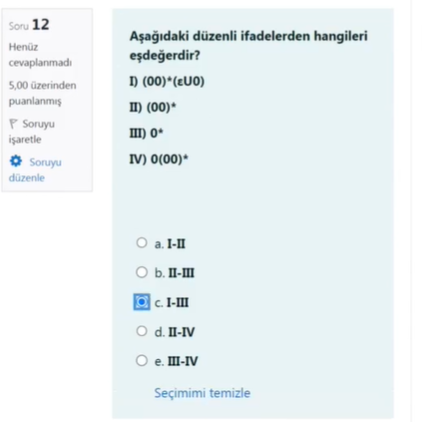 Soru 12
Henüz
cevaplanmadı
5,00 üzerinden
puanlanmış
Soruyu
işaretle
Soruyu
düzenle
Aşağıdaki düzenli ifadelerden hangileri
eşdeğerdir?
I) (00)*(εU0)
II) (00)*
III) 0*
IV) 0(00)*
a. I-II
b. II-III
c. I-III
d. II-IV
e. III-IV
Seçimimi temizle